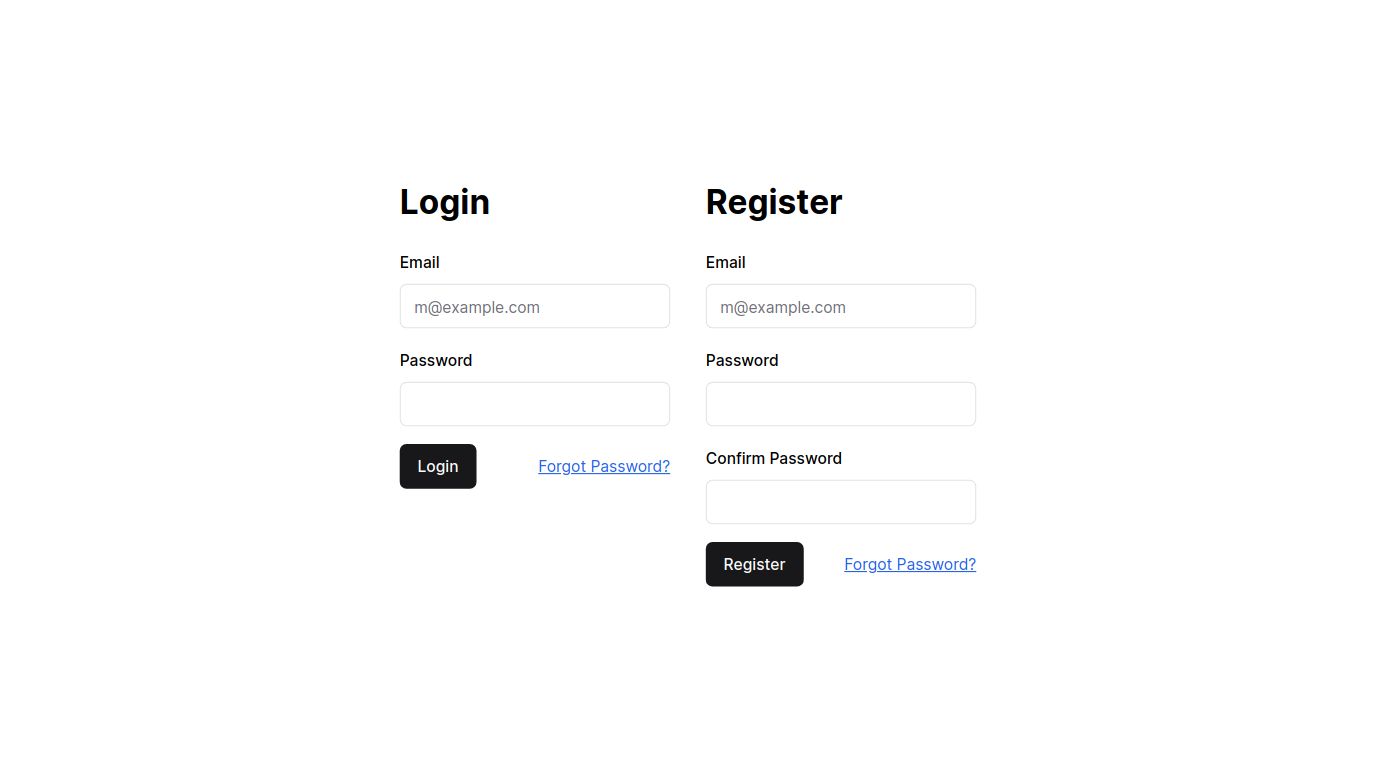 Login
Email
m@example.com
Password
Login
Forgot Password?
Register
Email
m@example.com
Password
Confirm Password
Register
Forgot Password?